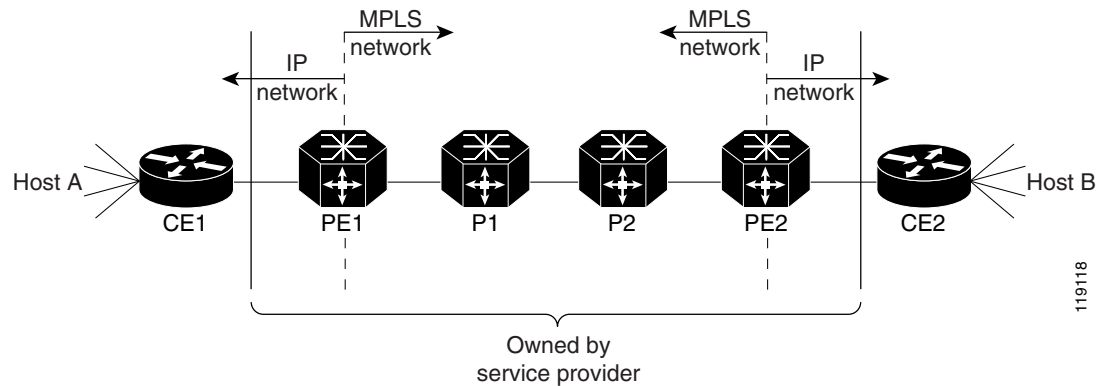 MPLS
network
MPLS
network
IP
network
IP
network
Host A
CE1
PE1
P1
P2
PE2
CE2
Host B
Owned by
service provider
119118